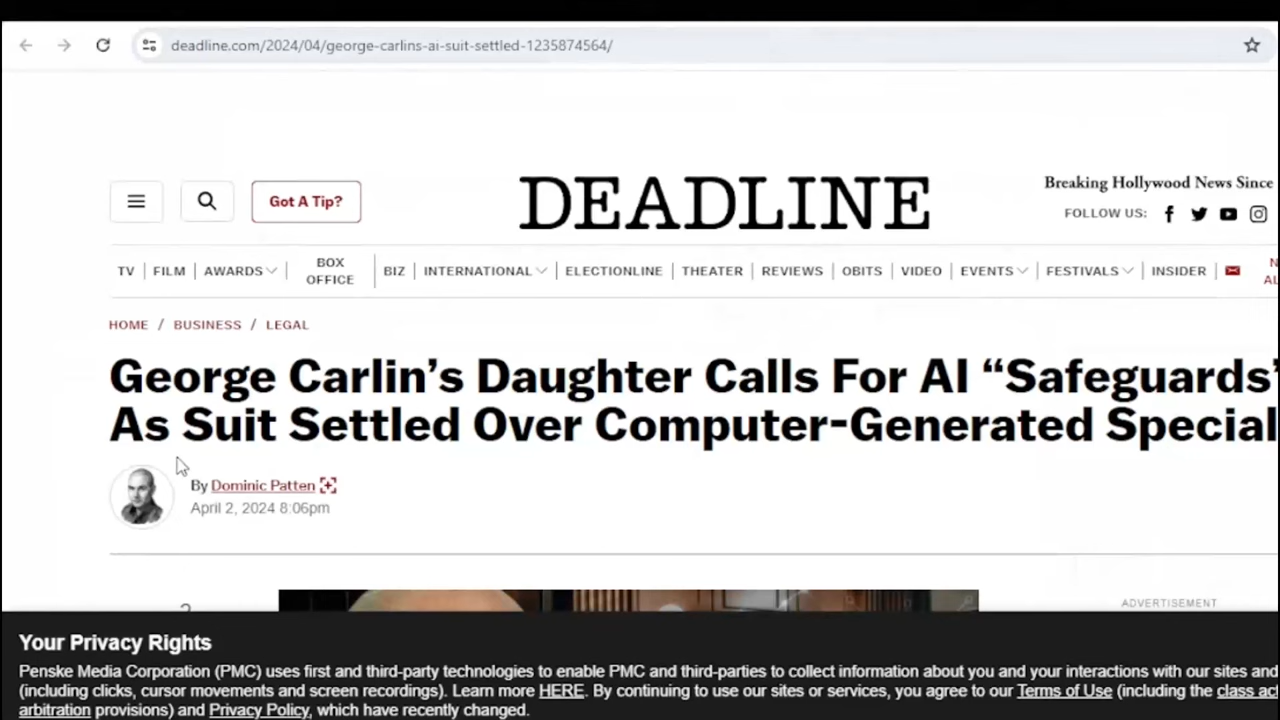 deadline.com/2024/04/george-carlins-ai-suit-settled-1235874564/
Got A Tip?
DEADLINE
Breaking Hollywood News Since
FOLLOW US:
TV FILM AWARDS BOX OFFICE BIZ INTERNATIONAL ELECTIONLINE THEATER REVIEWS OBITS VIDEO EVENTS FESTIVALS INSIDER
HOME / BUSINESS / LEGAL
George Carlin’s Daughter Calls For AI “Safeguards”
As Suit Settled Over Computer-Generated Special
By Dominic Patten
April 2, 2024 8:06pm
ADVERTISEMENT
Your Privacy Rights
Penske Media Corporation (PMC) uses first and third-party technologies to enable PMC and third-parties to collect information about you and your interactions with our sites and
(including clicks, cursor movements and screen recordings). Learn more HERE. By continuing to use our sites or services, you agree to our Terms of Use (including the class
arbitration provisions) and Privacy Policy, which have recently changed.